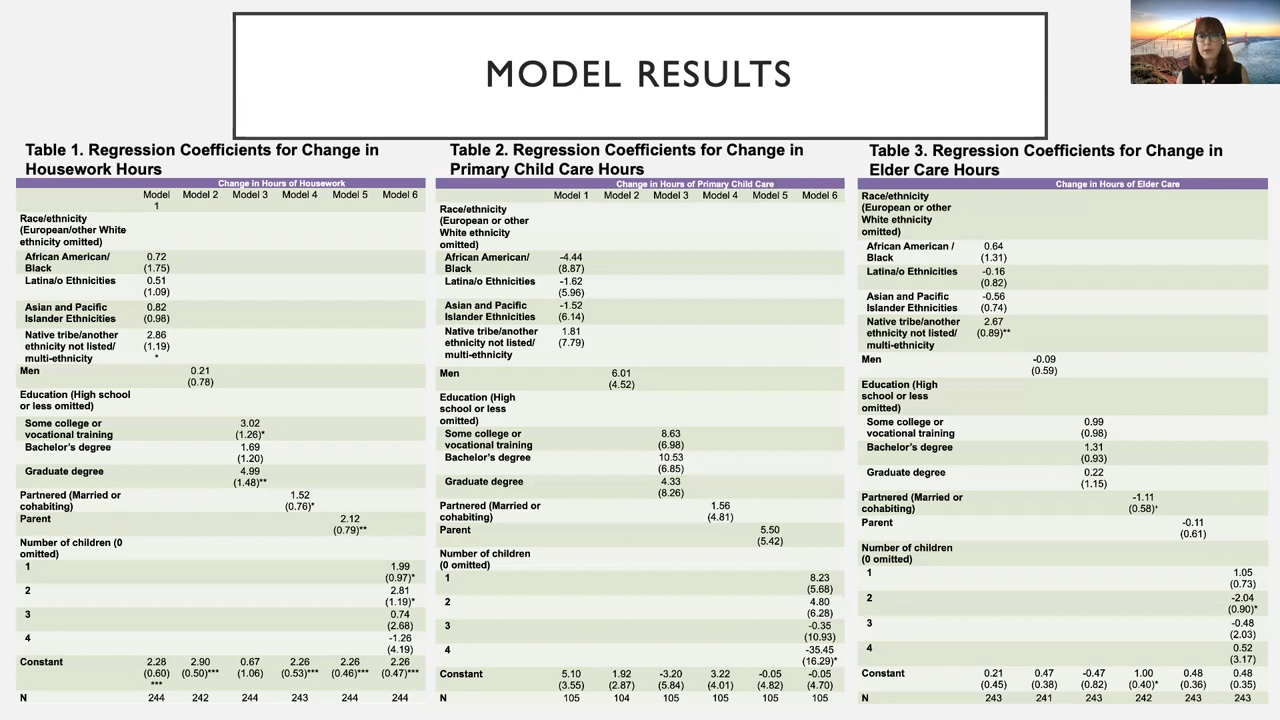 MODEL RESULTS
Table 1. Regression Coefficients for Change in
Housework Hours
Change in Hours of Housework
Model 1 Model 2 Model 3 Model 4 Model 5 Model 6
Race/ethnicity
(European/other White
ethnicity omitted)
African American/ 0.72
Black (1.75)
Latina/o Ethnicities 0.51
(1.09)
Asian and Pacific 0.82
Islander Ethnicities (0.98)
Native tribe/another 2.86
ethnicity not listed/ (1.19)
multi-ethnicity *
Men 0.21
(0.78)
Education (High school
or less omitted)
Some college or 3.02
vocational training (1.26)*
Bachelor's degree 1.69
(1.20)
Graduate degree 4.99
(1.48)**
Partnered (Married or 1.52
cohabiting) (0.76)*
Parent 2.12
(0.79)**
Number of children (0
omitted)
1 1.99
(0.97)*
2 2.81
(1.19)*
3 0.74
(2.68)
4 -1.26
(4.19)
Constant 2.28 2.90 0.67 2.26 2.26 2.26
(0.60) (0.50)*** (1.06) (0.53)*** (0.46)*** (0.47)***
***
N 244 242 244 243 244 244
Table 2. Regression Coefficients for Change in
Primary Child Care Hours
Change in Hours of Primary Child Care
Model 1 Model 2 Model 3 Model 4 Model 5 Model 6
Race/ethnicity
(European or other
White ethnicity
omitted)
African American/ -4.44
Black (8.87)
Latina/o Ethnicities -1.62
(5.96)
Asian and Pacific -1.52
Islander Ethnicities (6.14)
Native tribe/another 1.81
ethnicity not listed/ (7.79)
multi-ethnicity
Men 6.01
(4.52)
Education (High
school or less
omitted)
Some college or 8.63
vocational training (6.98)
Bachelor's degree 10.53
(6.85)
Graduate degree 4.33
(8.26)
Partnered (Married or 1.56
cohabiting) (4.81)
Parent 5.50
(5.42)
Number of children
(0 omitted)
1 8.23
(5.68)
2 4.80
(6.28)
3 -0.35
(10.93)
4 -35.45
(16.29)*
Constant 5.10 1.92 -3.20 3.22 -0.05 -0.05
(3.55) (2.87) (5.84) (4.01) (4.82) (4.70)
N 105 104 105 105 105 105
Table 3. Regression Coefficients for Change in
Elder Care Hours
Change in Hours of Elder Care
Race/ethnicity
(European or other
White ethnicity
omitted)
African American / 0.64
Black (1.31)
Latina/o Ethnicities -0.16
(0.82)
Asian and Pacific -0.56
Islander Ethnicities (0.74)
Native tribe/another 2.67
ethnicity not listed/ (0.89)**
multi-ethnicity
Men -0.09
(0.59)
Education (High
school or less
omitted)
Some college or 0.99
vocational training (0.98)
Bachelor's degree 1.31
(0.93)
Graduate degree 0.22
(1.15)
Partnered (Married or -1.11
cohabiting) (0.58)⁺
Parent -0.11
(0.61)
Number of children
(0 omitted)
1 1.05
(0.73)
2 -2.04
(0.90)*
3 -0.48
(2.03)
4 0.52
(3.17)
Constant 0.21 0.47 -0.47 1.00 0.48 0.48
(0.45) (0.38) (0.82) (0.40)* (0.36) (0.35)
N 243 241 243 242 243 243